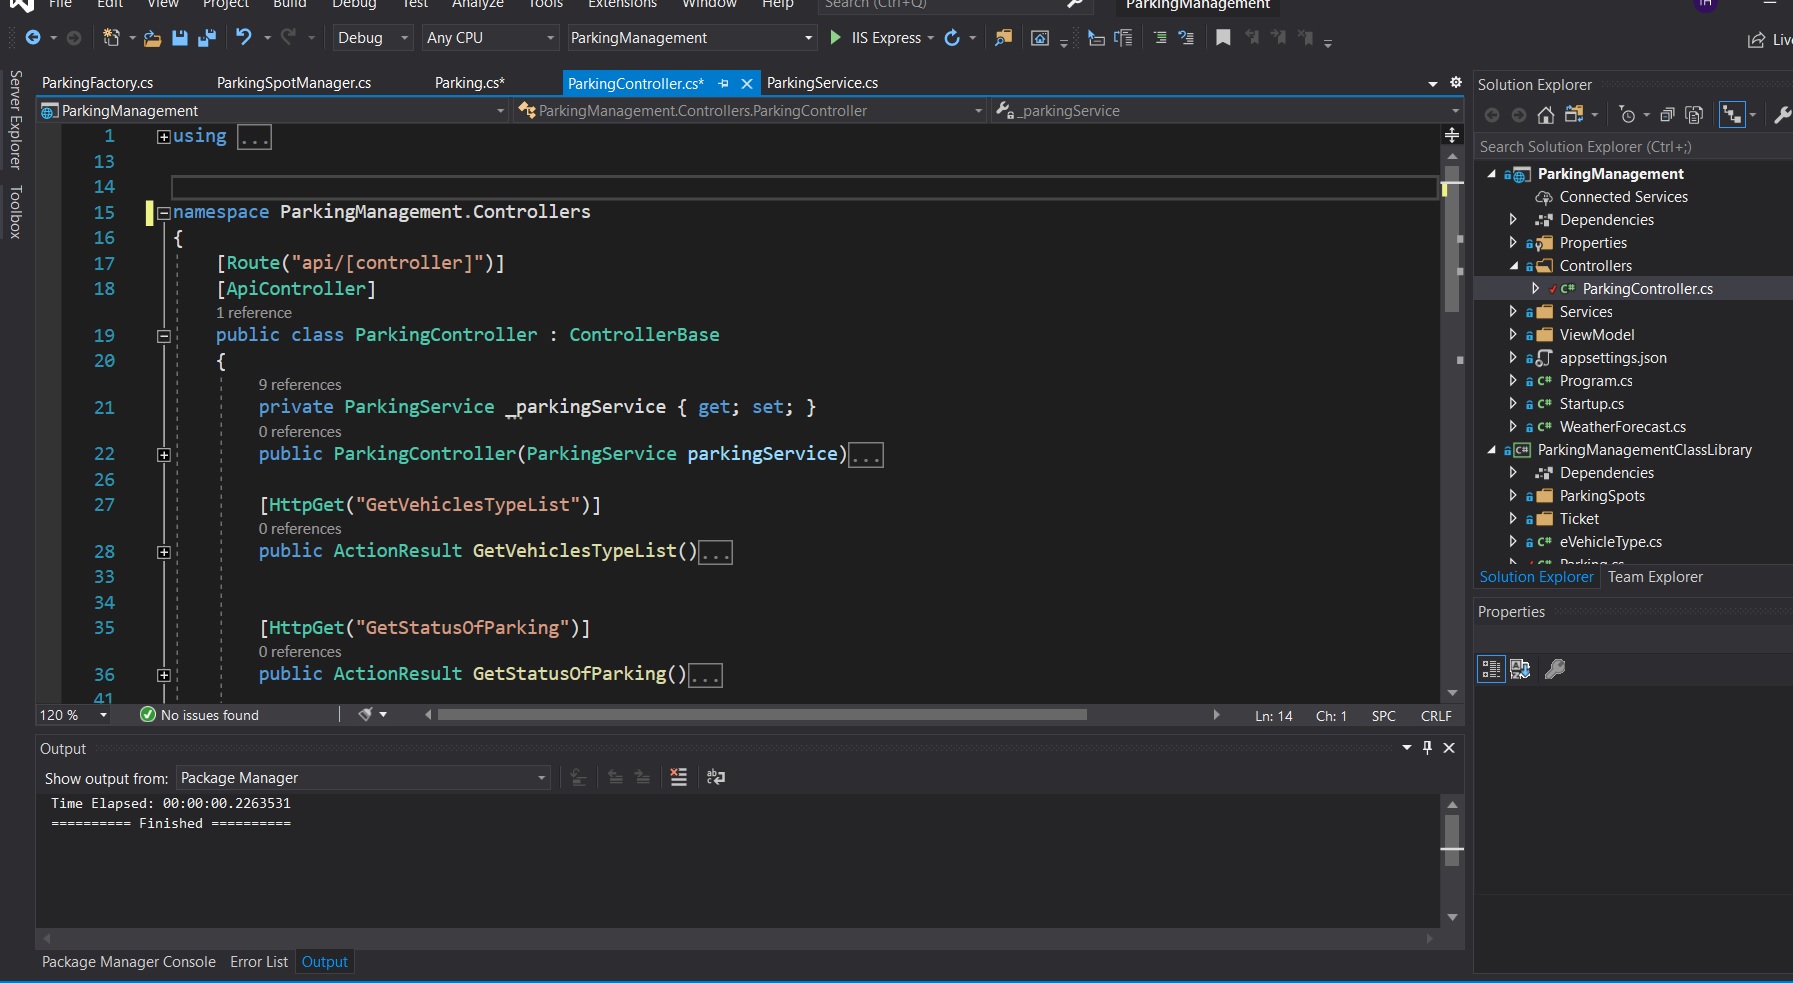 File Edit View Project Build Debug Test Analyze Tools Extensions Window Help Search (Ctrl+Q) ParkingManagement TH
Debug Any CPU ParkingManagement IIS Express Live
Server Explorer
Toolbox
ParkingFactory.cs ParkingSpotManager.cs Parking.cs* ParkingController.cs* ParkingService.cs
ParkingManagement ParkingManagement.Controllers.ParkingController _parkingService
1 using ...
13
14
15 namespace ParkingManagement.Controllers
16 {
17 [Route("api/[controller]")]
18 [ApiController]
1 reference
19 public class ParkingController : ControllerBase
20 {
9 references
21 private ParkingService _parkingService { get; set; }
0 references
22 public ParkingController(ParkingService parkingService)...
26
27 [HttpGet("GetVehiclesTypeList")]
0 references
28 public ActionResult GetVehiclesTypeList()...
33
34
35 [HttpGet("GetStatusOfParking")]
0 references
36 public ActionResult GetStatusOfParking()...
41
120 % No issues found Ln: 14 Ch: 1 SPC CRLF
Output
Show output from: Package Manager
Time Elapsed: 00:00:00.2263531
========== Finished ==========
Package Manager Console Error List Output
Solution Explorer
Search Solution Explorer (Ctrl+;)
ParkingManagement
Connected Services
Dependencies
Properties
Controllers
C# ParkingController.cs
Services
ViewModel
appsettings.json
C# Program.cs
C# Startup.cs
C# WeatherForecast.cs
C# ParkingManagementClassLibrary
Dependencies
ParkingSpots
Ticket
C# eVehicleType.cs
C# Parking.cs
Solution Explorer Team Explorer
Properties